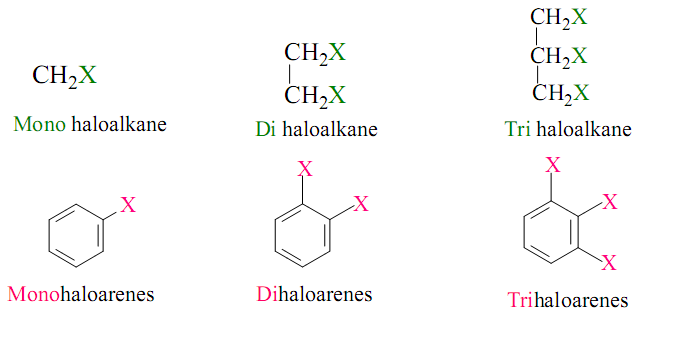 CH2X
Mono haloalkane
CH2X
CH2X
Di haloalkane
CH2X
CH2X
CH2X
Tri haloalkane
X
Monohaloarenes
X
X
Dihaloarenes
X
X
X
Trihaloarenes